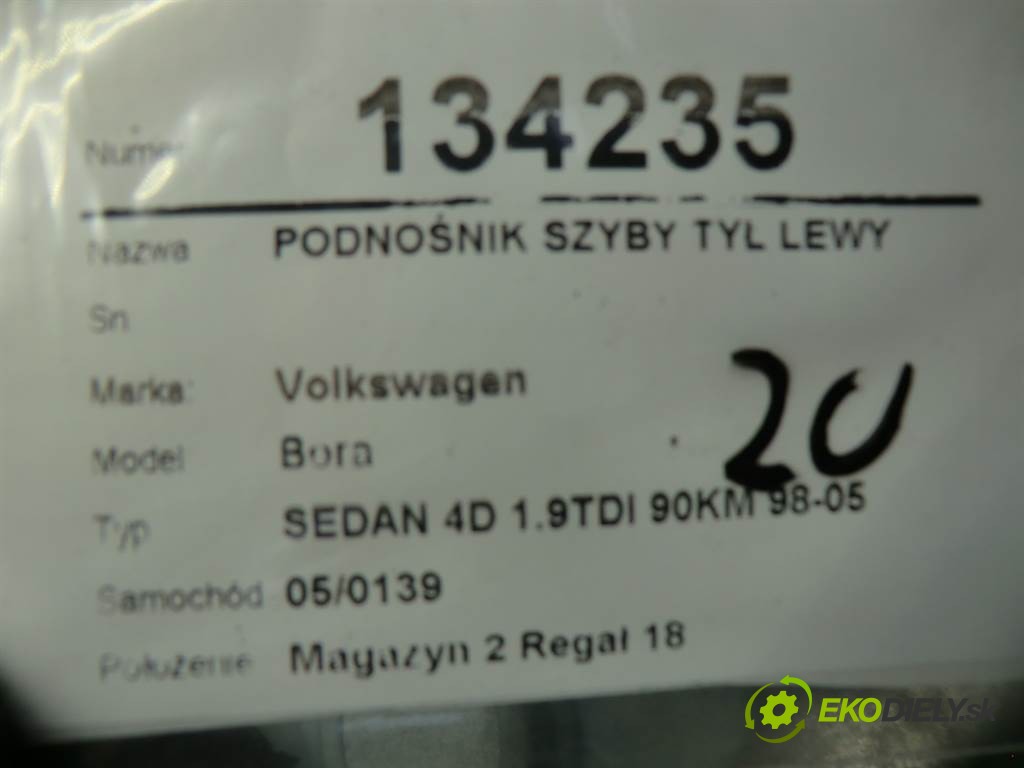 Numer 134235
Nazwa PODNOŚNIK SZYBY TYL LEWY
Sn
Marka: Volkswagen
Model Bora
20
Typ SEDAN 4D 1.9TDI 90KM 98-05
Samochód 05/0139
Położenie Magazyn 2 Regał 18
EKODIELY.sk